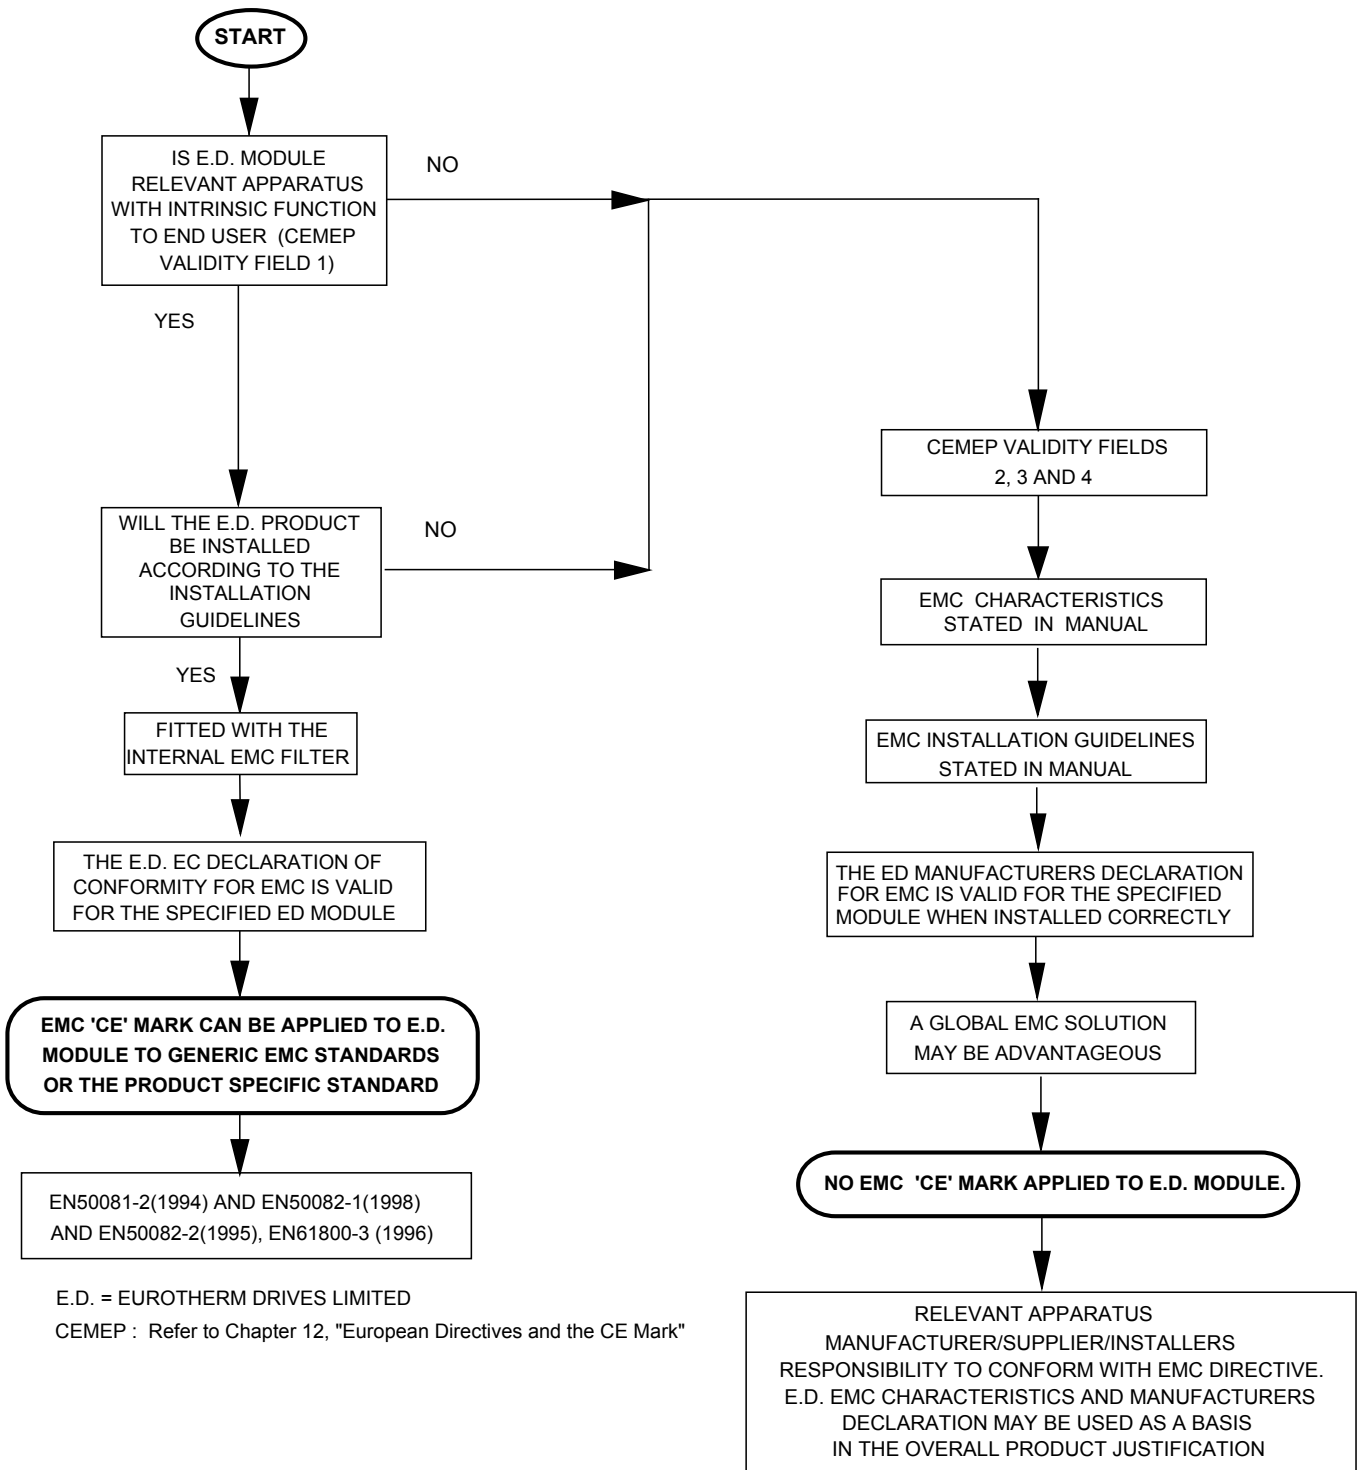 START
IS E.D. MODULE
RELEVANT APPARATUS
WITH INTRINSIC FUNCTION
TO END USER (CEMEP
VALIDITY FIELD 1)
NO
YES
WILL THE E.D. PRODUCT
BE INSTALLED
ACCORDING TO THE
INSTALLATION
GUIDELINES
NO
YES
FITTED WITH THE
INTERNAL EMC FILTER
THE E.D. EC DECLARATION OF
CONFORMITY FOR EMC IS VALID
FOR THE SPECIFIED ED MODULE
EMC 'CE' MARK CAN BE APPLIED TO E.D.
MODULE TO GENERIC EMC STANDARDS
OR THE PRODUCT SPECIFIC STANDARD
EN50081-2(1994) AND EN50082-1(1998)
AND EN50082-2(1995), EN61800-3 (1996)
E.D. = EUROTHERM DRIVES LIMITED
CEMEP : Refer to Chapter 12, "European Directives and the CE Mark"
CEMEP VALIDITY FIELDS
2, 3 AND 4
EMC CHARACTERISTICS
STATED IN MANUAL
EMC INSTALLATION GUIDELINES
STATED IN MANUAL
THE ED MANUFACTURERS DECLARATION
FOR EMC IS VALID FOR THE SPECIFIED
MODULE WHEN INSTALLED CORRECTLY
A GLOBAL EMC SOLUTION
MAY BE ADVANTAGEOUS
NO EMC 'CE' MARK APPLIED TO E.D. MODULE.
RELEVANT APPARATUS
MANUFACTURER/SUPPLIER/INSTALLERS
RESPONSIBILITY TO CONFORM WITH EMC DIRECTIVE.
E.D. EMC CHARACTERISTICS AND MANUFACTURERS
DECLARATION MAY BE USED AS A BASIS
IN THE OVERALL PRODUCT JUSTIFICATION